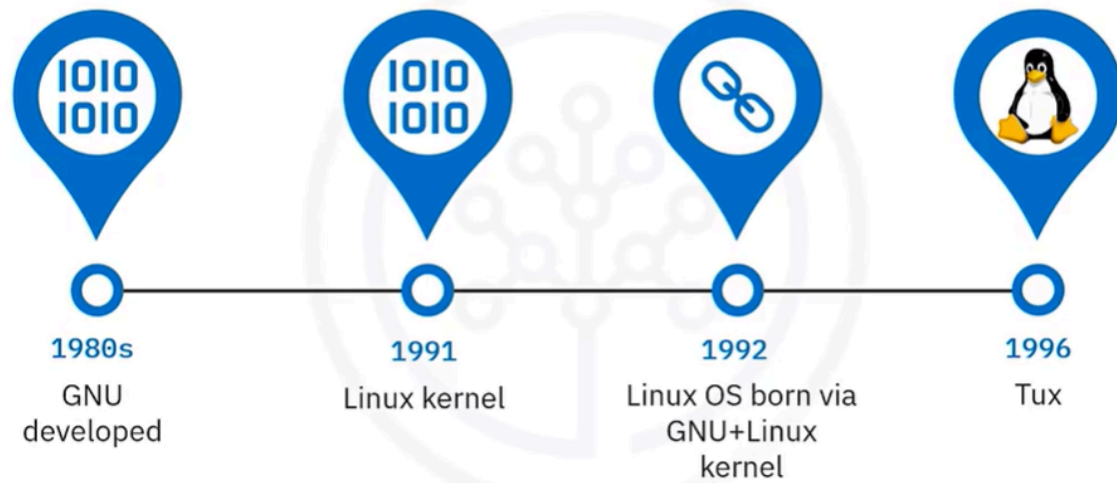 1010
1010
1010
1010
1980s
GNU
developed
1991
Linux kernel
1992
Linux OS born via
GNU+Linux
kernel
1996
Tux